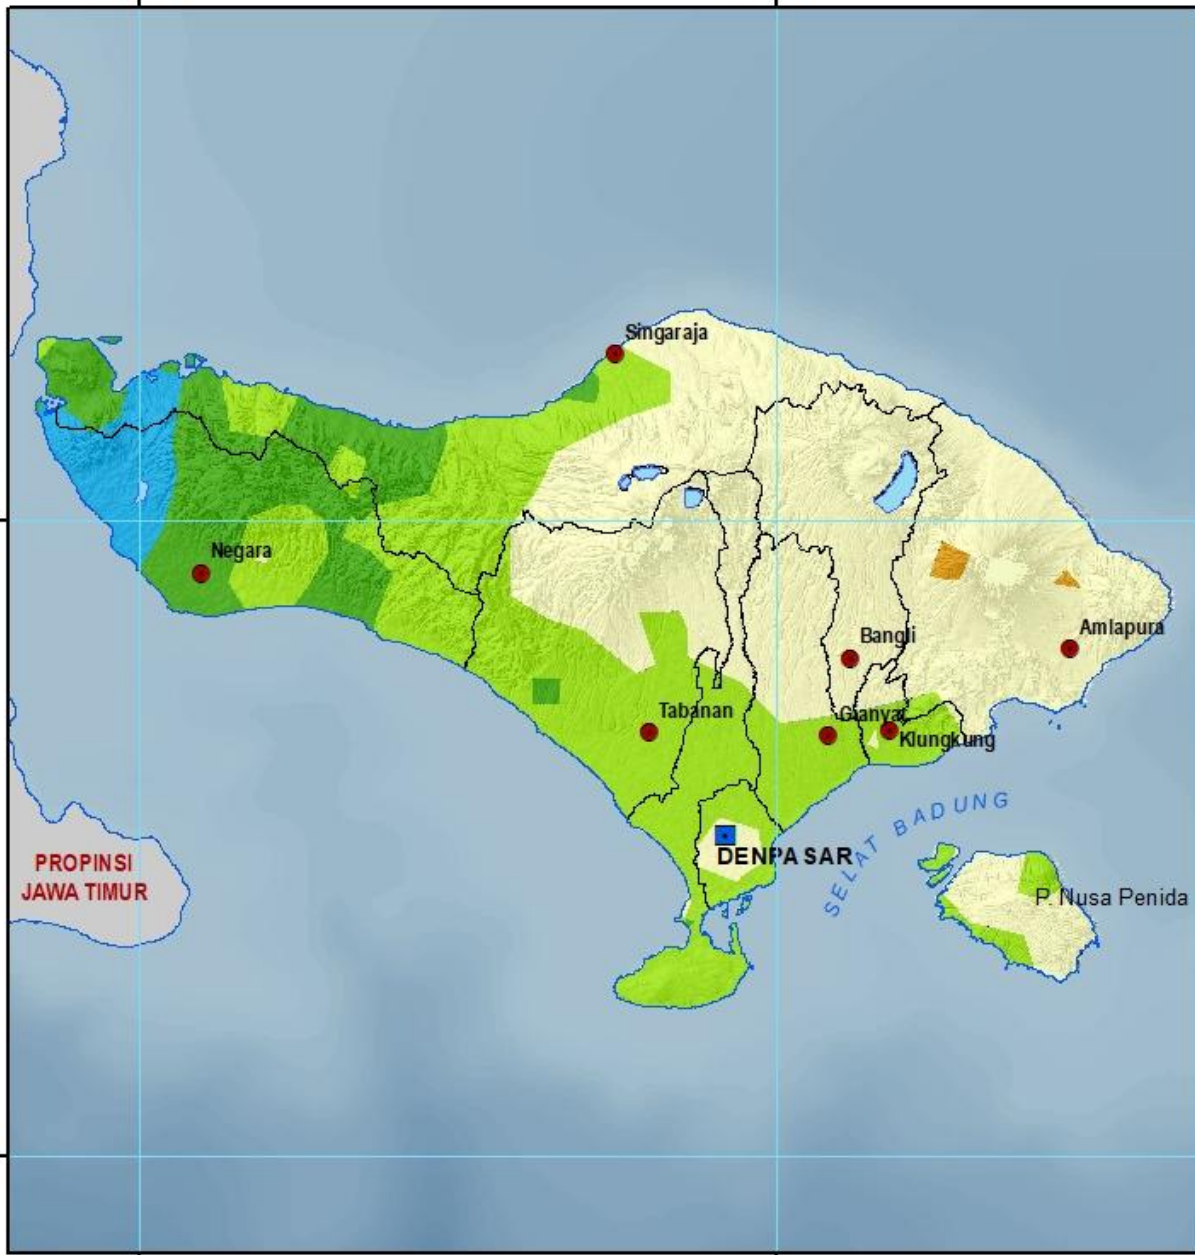 Singaraja
Negara
Bangli
Amlapura
Tabanan
Gianyar
Klungkung
SELAT BADUNG
DENPASAR
PROPINSI
JAWA TIMUR
P. Nusa Penida